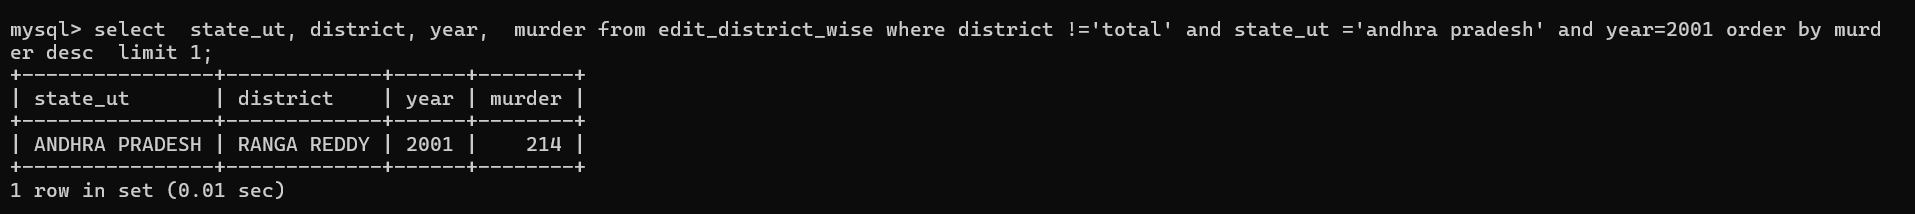 mysql> select  state_ut, district, year,  murder from edit_district_wise where district !='total' and state_ut ='andhra pradesh' and year=2001 order by murd
er desc  limit 1;
+----------------+-------------+------+--------+
| state_ut       | district    | year | murder |
+----------------+-------------+------+--------+
| ANDHRA PRADESH | RANGA REDDY | 2001 |    214 |
+----------------+-------------+------+--------+
1 row in set (0.01 sec)